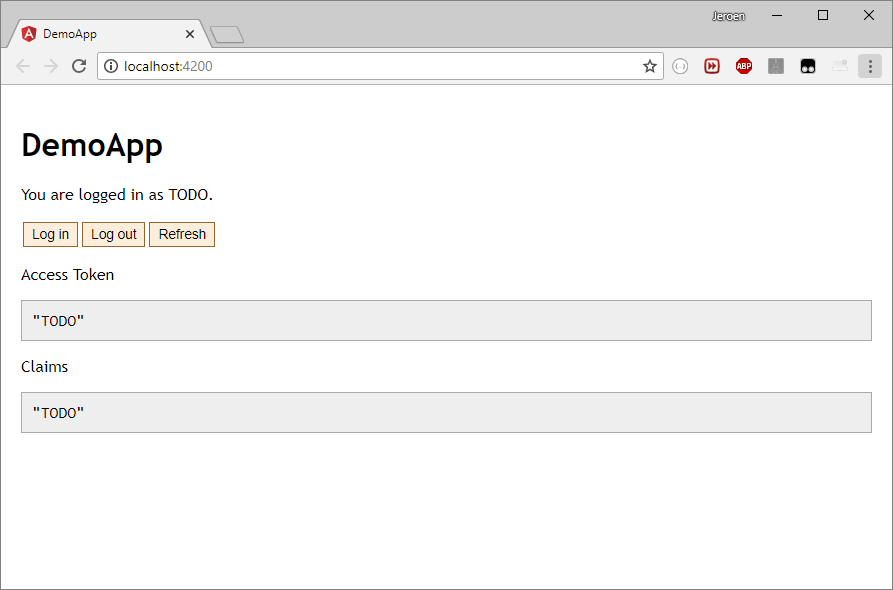 Jeroen
DemoApp
localhost:4200
ABP
DemoApp
You are logged in as TODO.
Log in Log out Refresh
Access Token
"TODO"
Claims
"TODO"